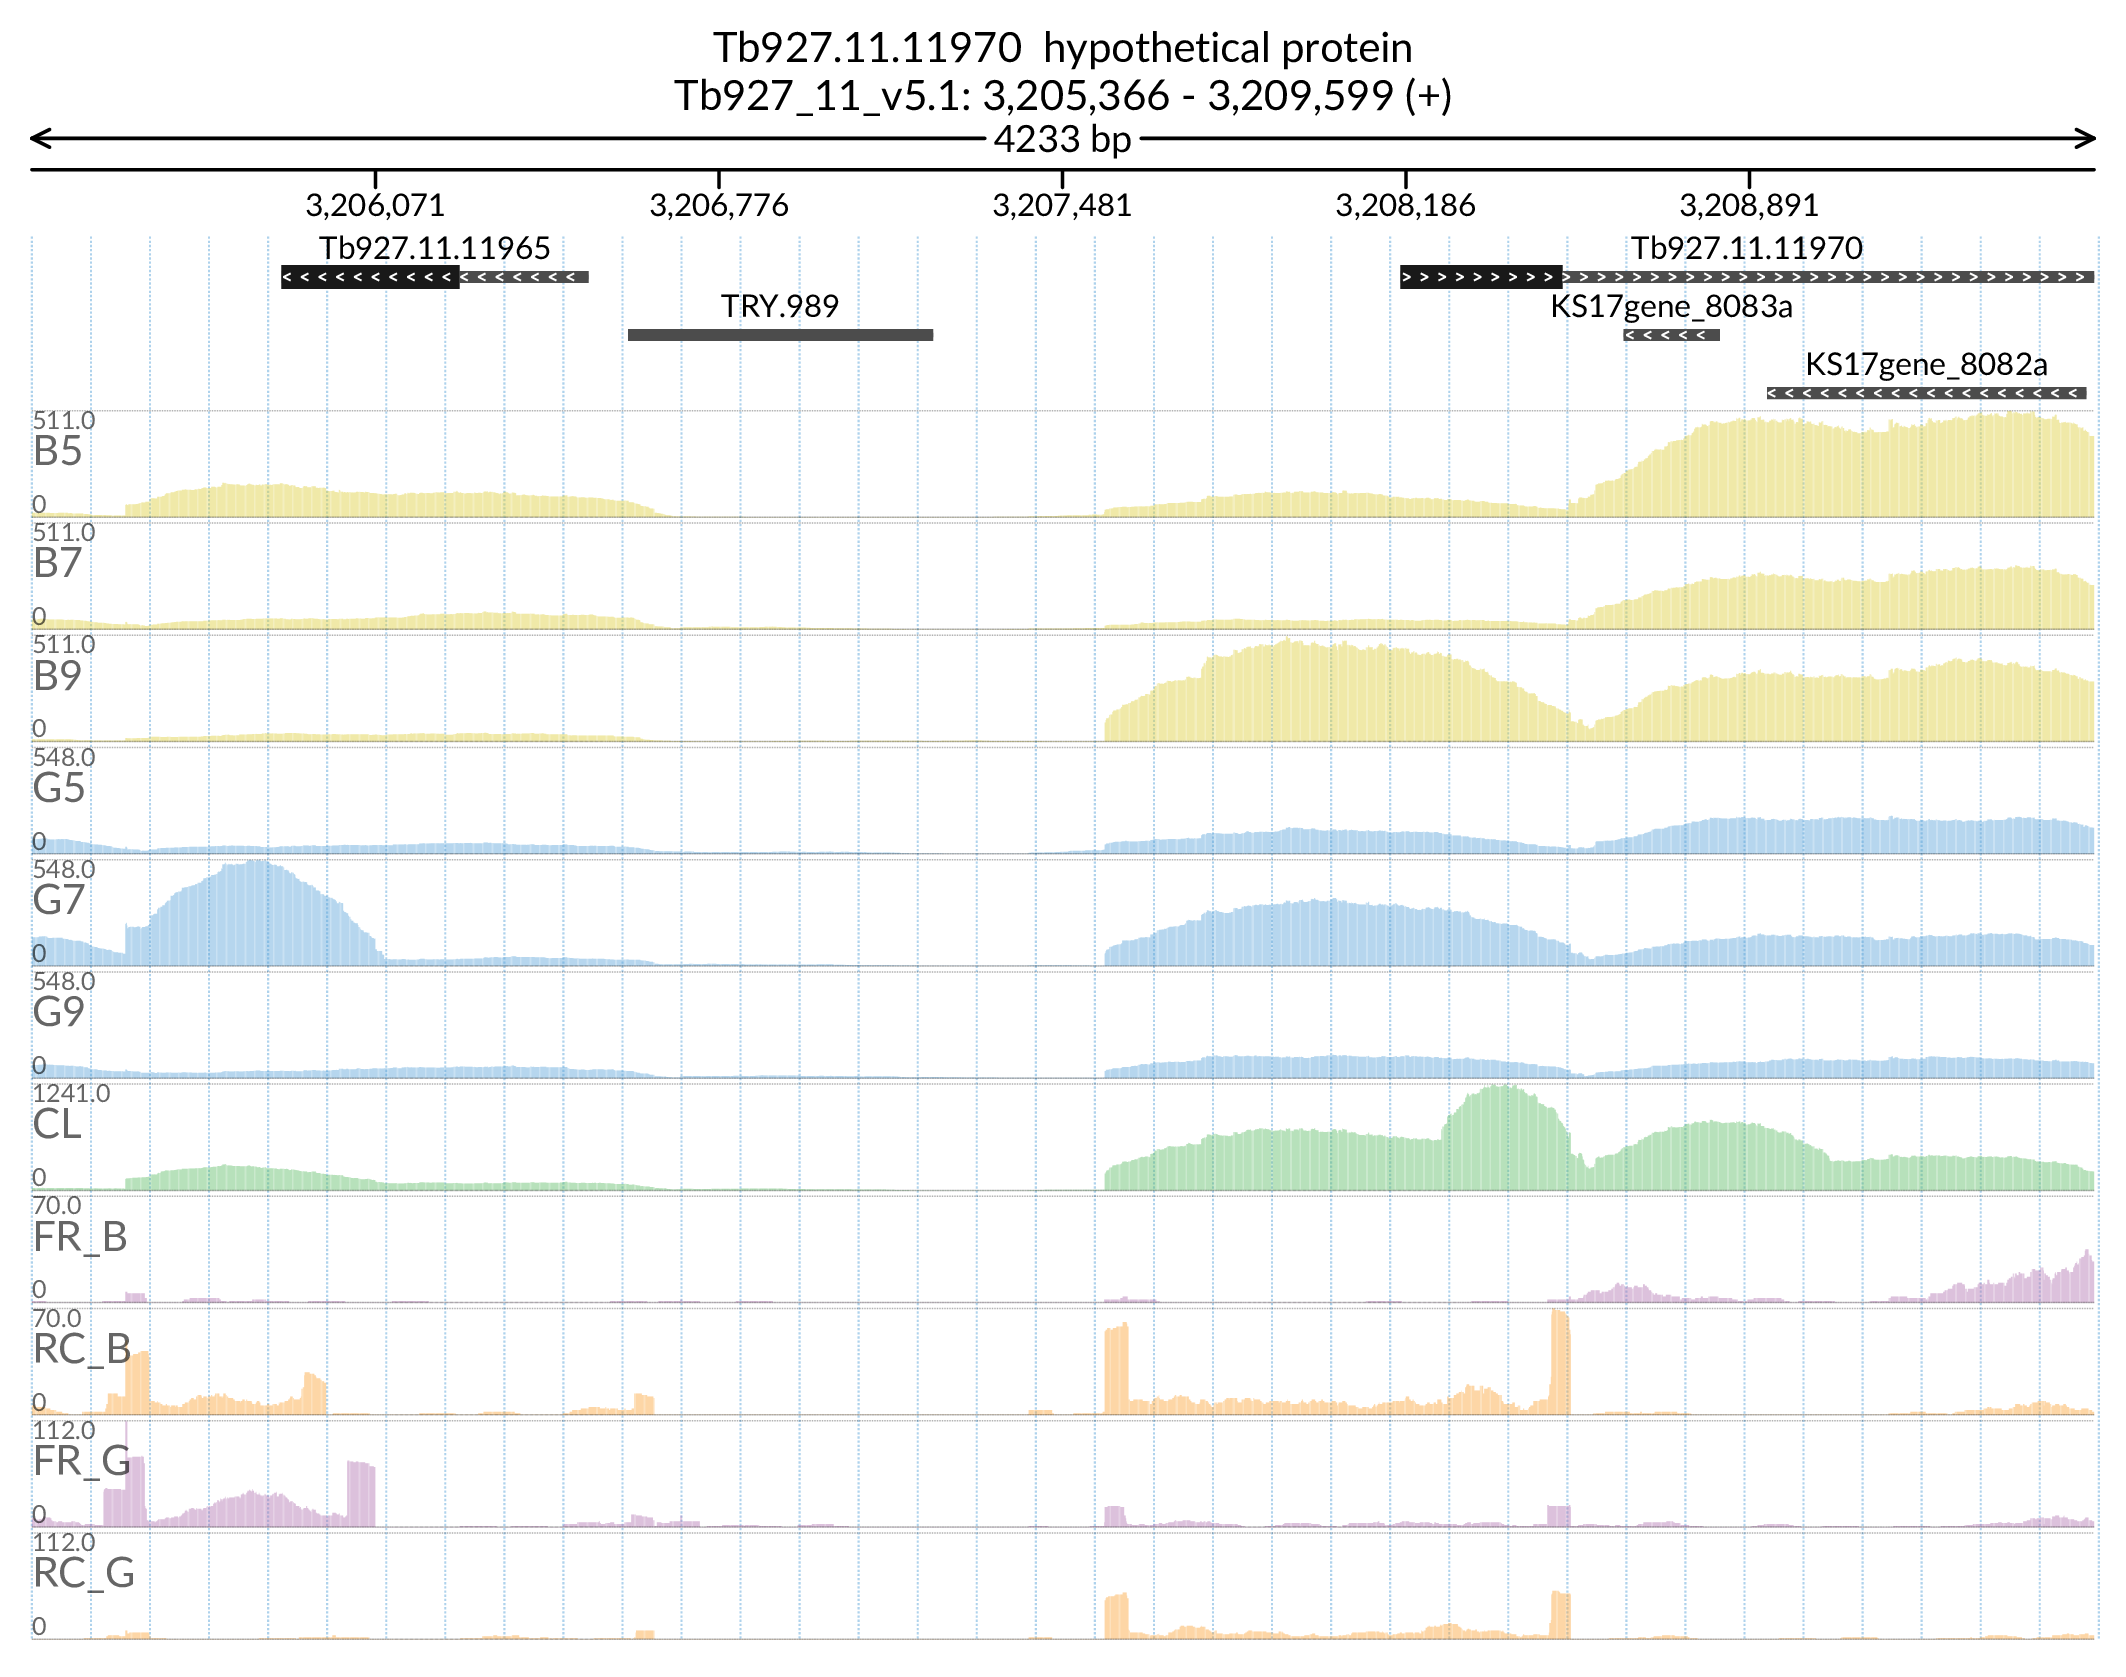 Tb927.11.11970  hypothetical protein
Tb927_11_v5.1: 3,205,366 - 3,209,599 (+)
4233 bp
3,206,071 3,206,776 3,207,481 3,208,186 3,208,891
Tb927.11.11965 Tb927.11.11970
TRY.989 KS17gene_8083a
KS17gene_8082a
511.0
B5
0
511.0
B7
0
511.0
B9
0
548.0
G5
0
548.0
G7
0
548.0
G9
0
1241.0
CL
0
70.0
FR_B
0
70.0
RC_B
0
112.0
FR_G
0
112.0
RC_G
0